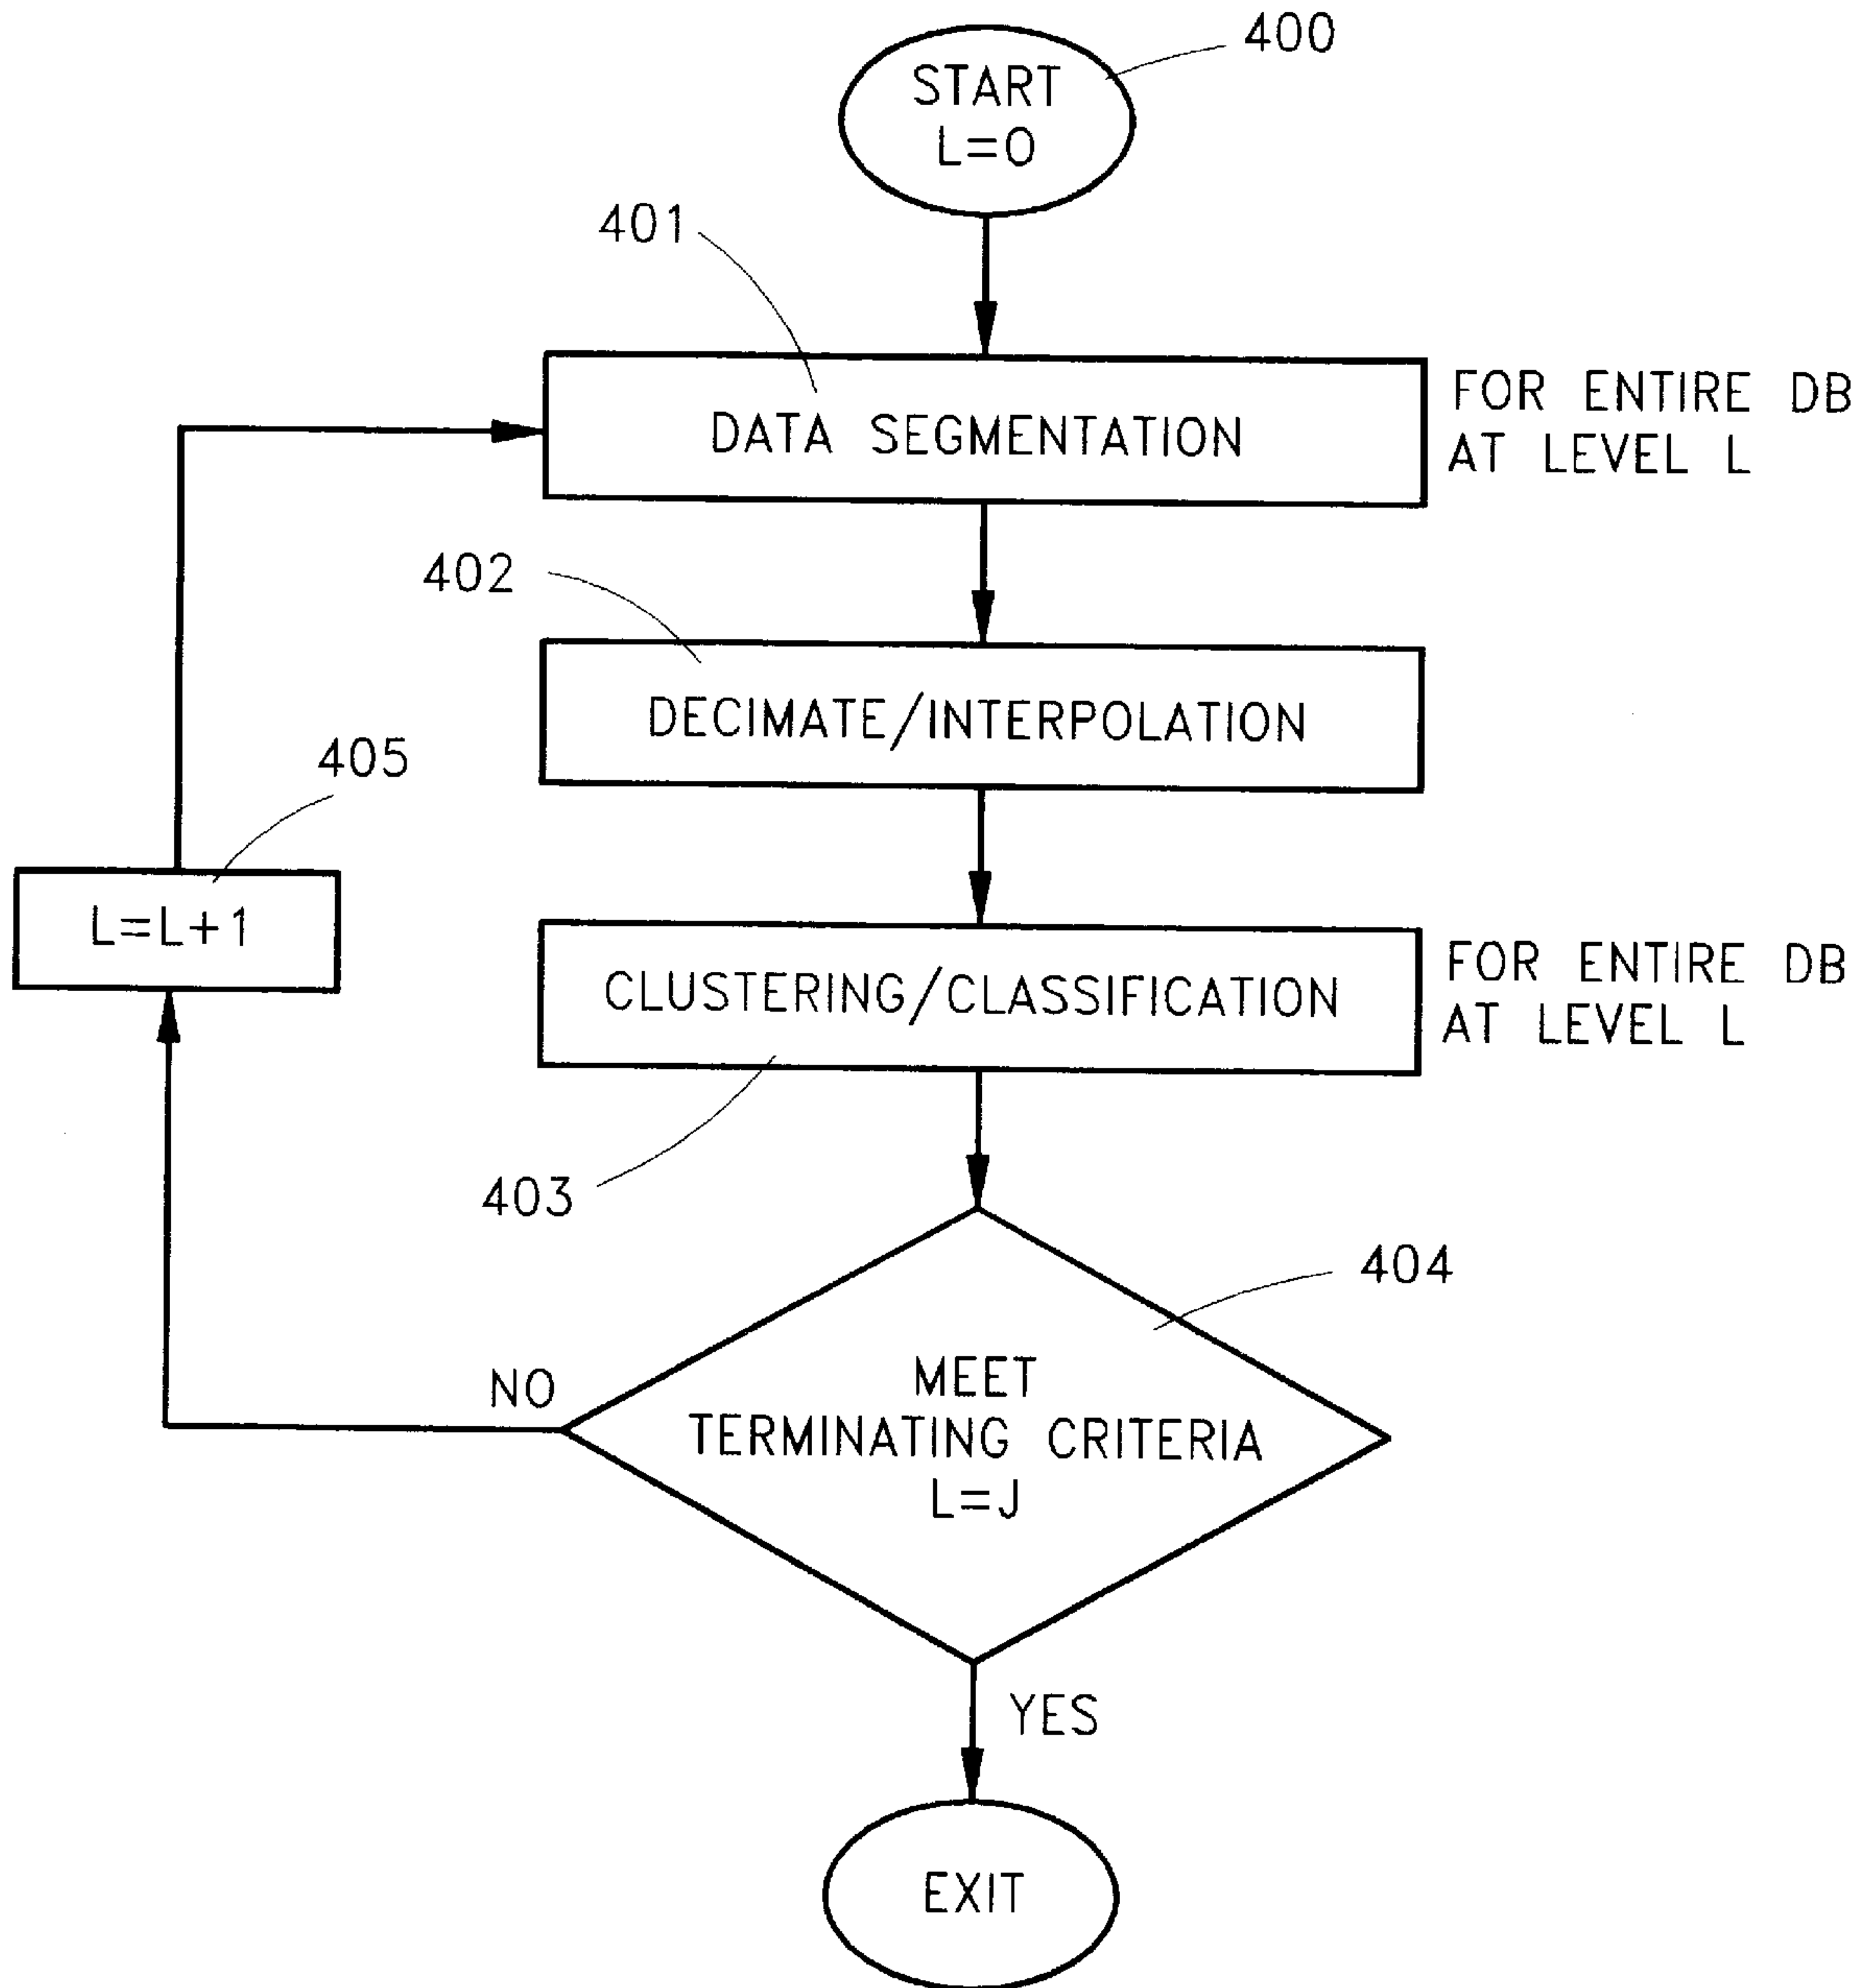 400
START
L=0
401
DATA SEGMENTATION
FOR ENTIRE DB
AT LEVEL L
402
DECIMATE/INTERPOLATION
405
L=L+1
CLUSTERING/CLASSIFICATION
FOR ENTIRE DB
AT LEVEL L
403
404
MEET
TERMINATING CRITERIA
L=J
NO
YES
EXIT